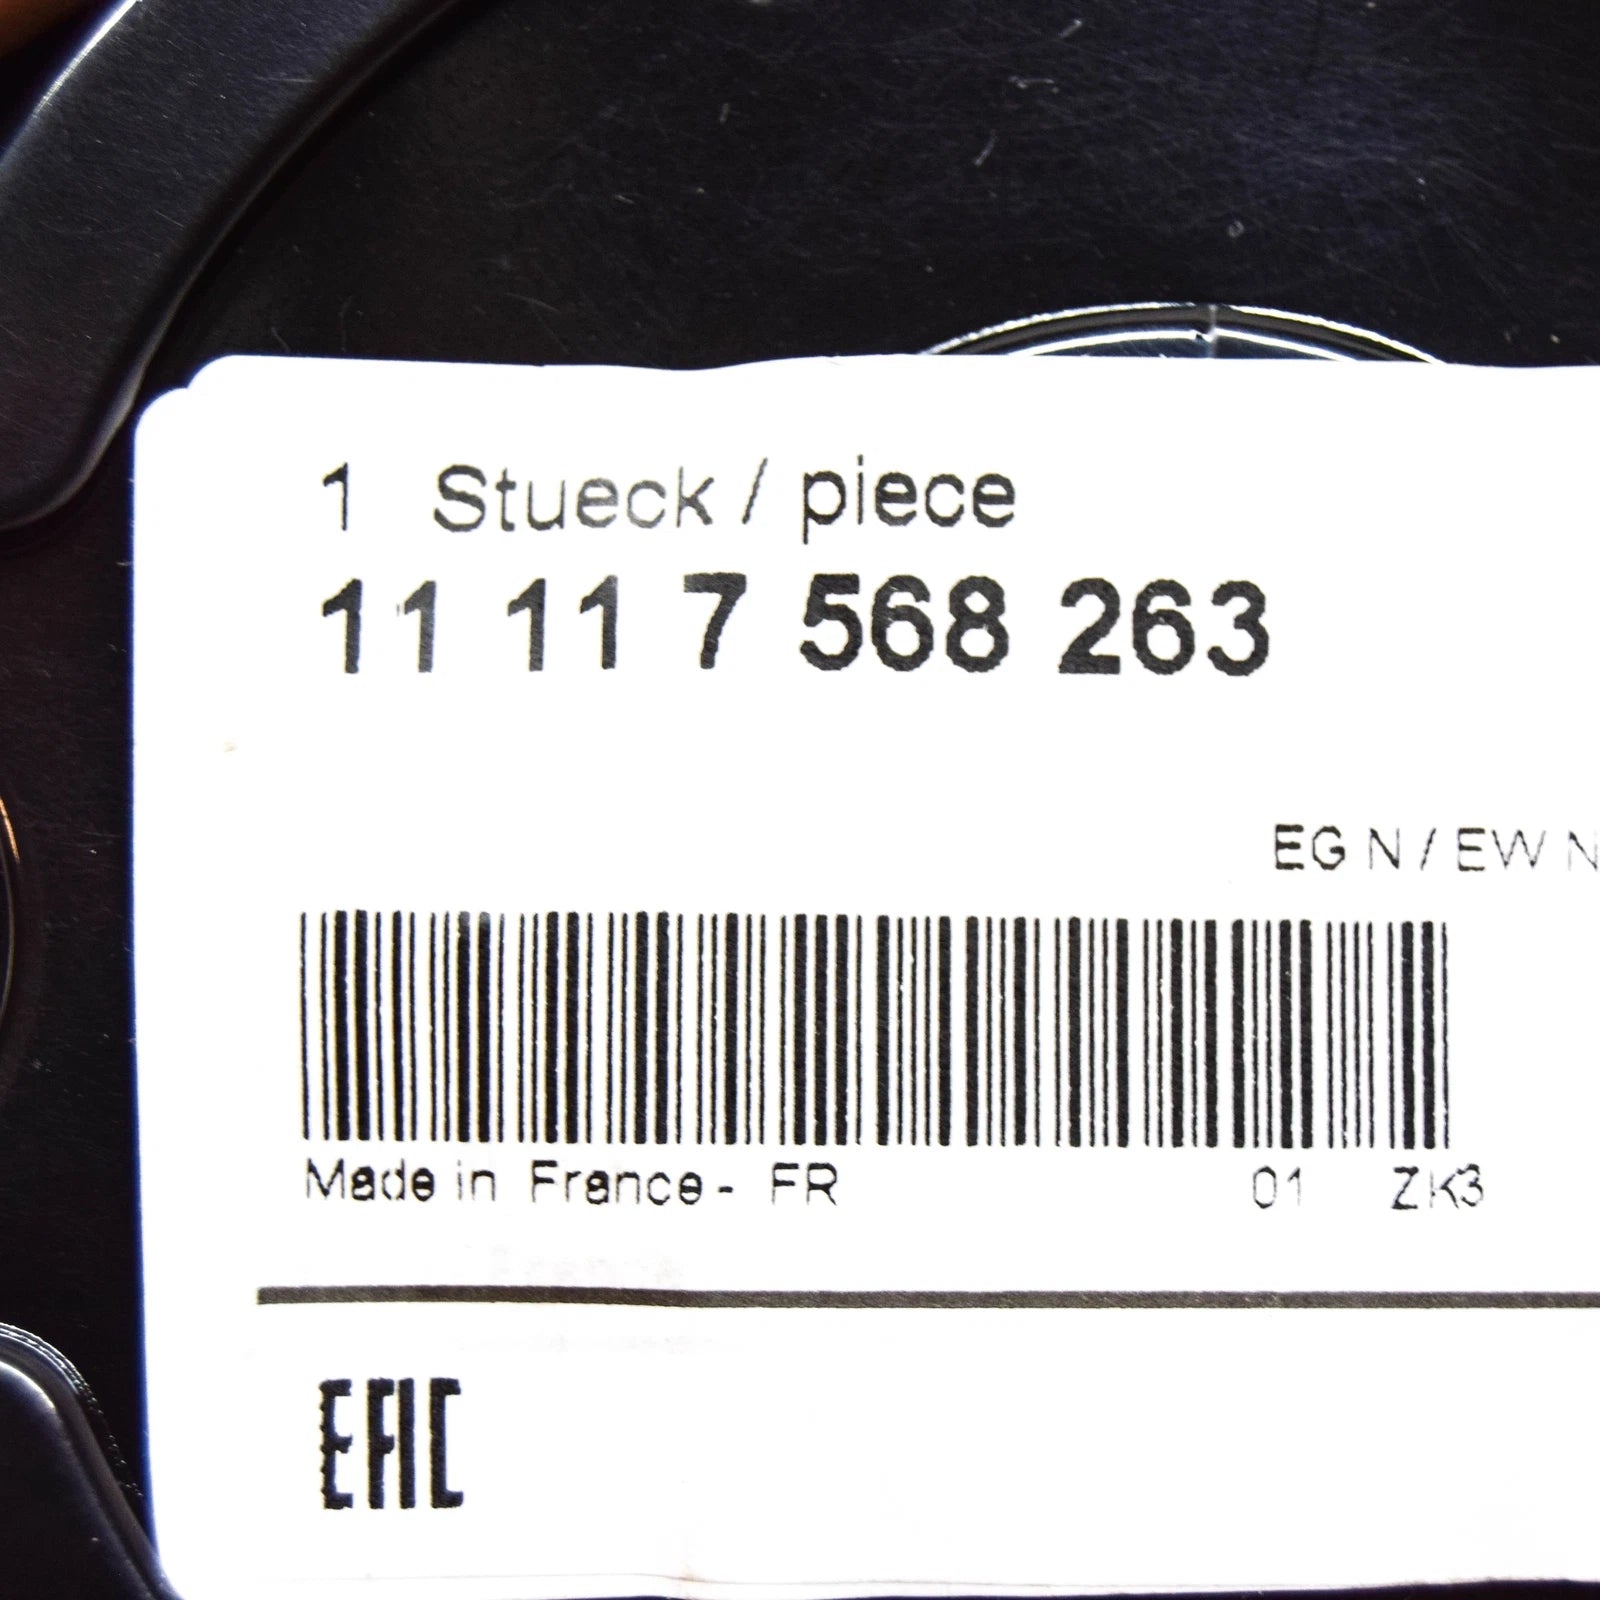 1 Stueck / piece
11 11 7 568 263
EG N / EW N
Made in France - FR 01 ZK3
EAC